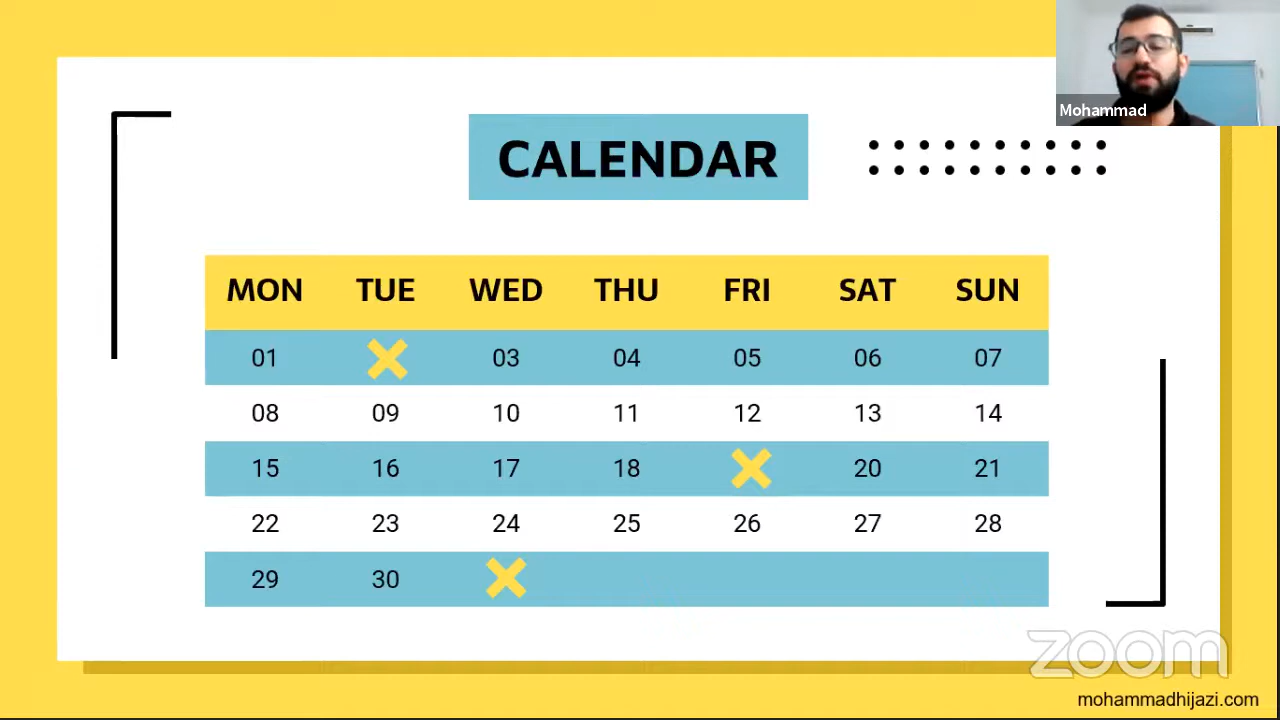 Mohammad
CALENDAR
MON TUE WED THU FRI SAT SUN
01 03 04 05 06 07
08 09 10 11 12 13 14
15 16 17 18 20 21
22 23 24 25 26 27 28
29 30
zoom
mohammadhijazi.com